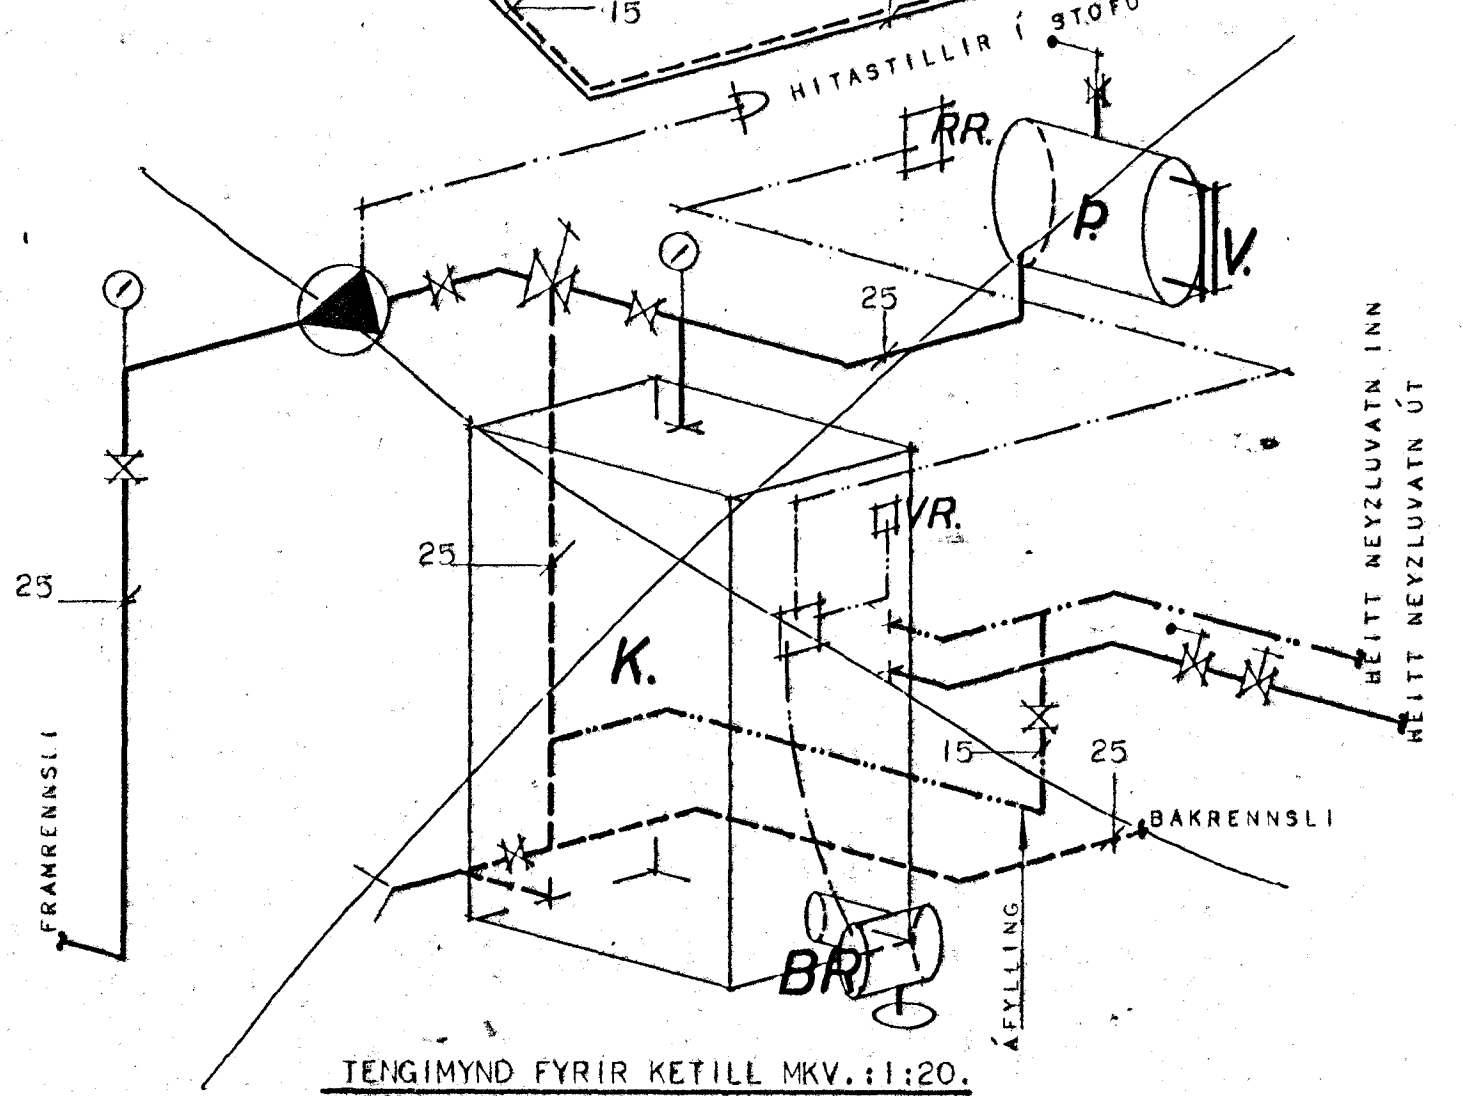 15
HITASTILLIR Í STOFU
RR.
P.
V.
25
25
25
VR.
K.
HEITT NEYZLUVATN INN
HEITT NEYZLUVATN ÚT
15
25
BAKRENNSLI
FRAMRENNSLI
BR
ÁFYLLING
TENGIMYND FYRIR KETILL MKV.:1:20.